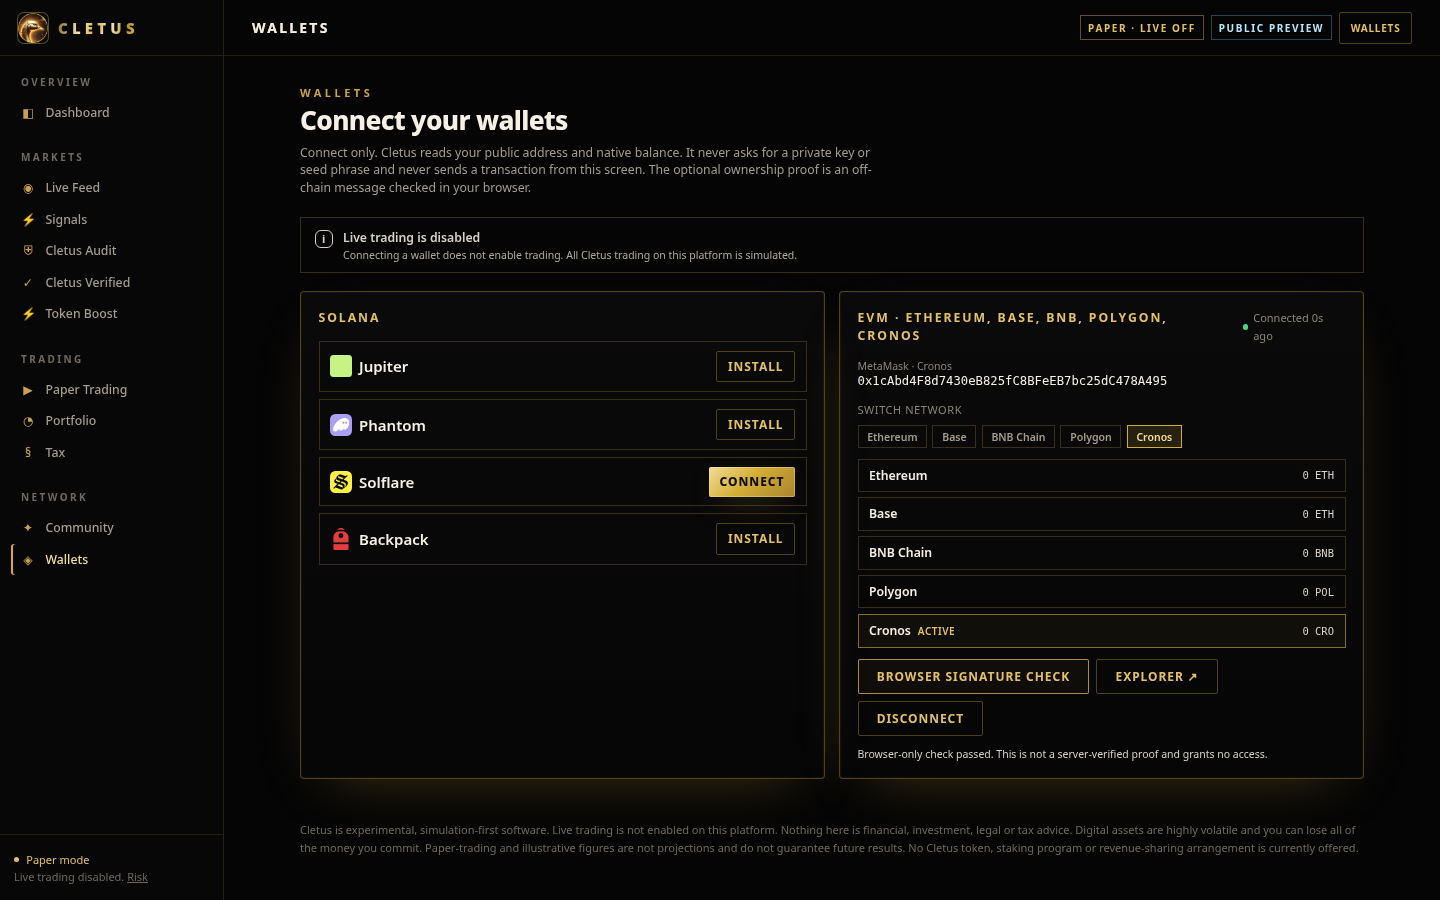 CLETUS
WALLETS
PAPER · LIVE OFF
PUBLIC PREVIEW
WALLETS
OVERVIEW
Dashboard
MARKETS
Live Feed
Signals
Cletus Audit
Cletus Verified
Token Boost
TRADING
Paper Trading
Portfolio
§ Tax
NETWORK
Community
Wallets
Paper mode
Live trading disabled. Risk
WALLETS
Connect your wallets
Connect only. Cletus reads your public address and native balance. It never asks for a private key or
seed phrase and never sends a transaction from this screen. The optional ownership proof is an off-
chain message checked in your browser.
i
Live trading is disabled
Connecting a wallet does not enable trading. All Cletus trading on this platform is simulated.
SOLANA
Jupiter
INSTALL
Phantom
INSTALL
Solflare
CONNECT
Backpack
INSTALL
EVM · ETHEREUM, BASE, BNB, POLYGON,
CRONOS
Connected 0s
ago
MetaMask · Cronos
0x1cAbd4F8d7430eB825fC8BFeEB7bc25dC478A495
SWITCH NETWORK
Ethereum
Base
BNB Chain
Polygon
Cronos
Ethereum
0 ETH
Base
0 ETH
BNB Chain
0 BNB
Polygon
0 POL
Cronos ACTIVE
0 CRO
BROWSER SIGNATURE CHECK
EXPLORER ↗
DISCONNECT
Browser-only check passed. This is not a server-verified proof and grants no access.
Cletus is experimental, simulation-first software. Live trading is not enabled on this platform. Nothing here is financial, investment, legal or tax advice. Digital assets are highly volatile and you can lose all of
the money you commit. Paper-trading and illustrative figures are not projections and do not guarantee future results. No Cletus token, staking program or revenue-sharing arrangement is currently offered.